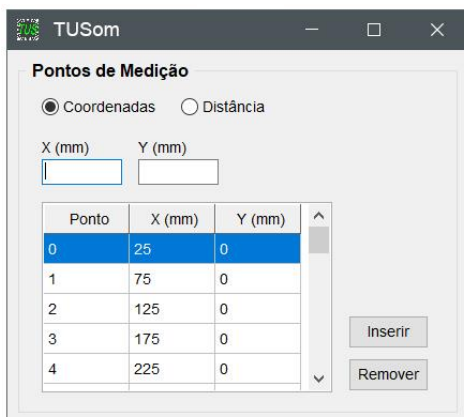 TUS TUSom
Pontos de Medição
Coordenadas Distância
X (mm) Y (mm)
Ponto X (mm) Y (mm)
0 25 0
1 75 0
2 125 0
3 175 0
4 225 0
Inserir
Remover